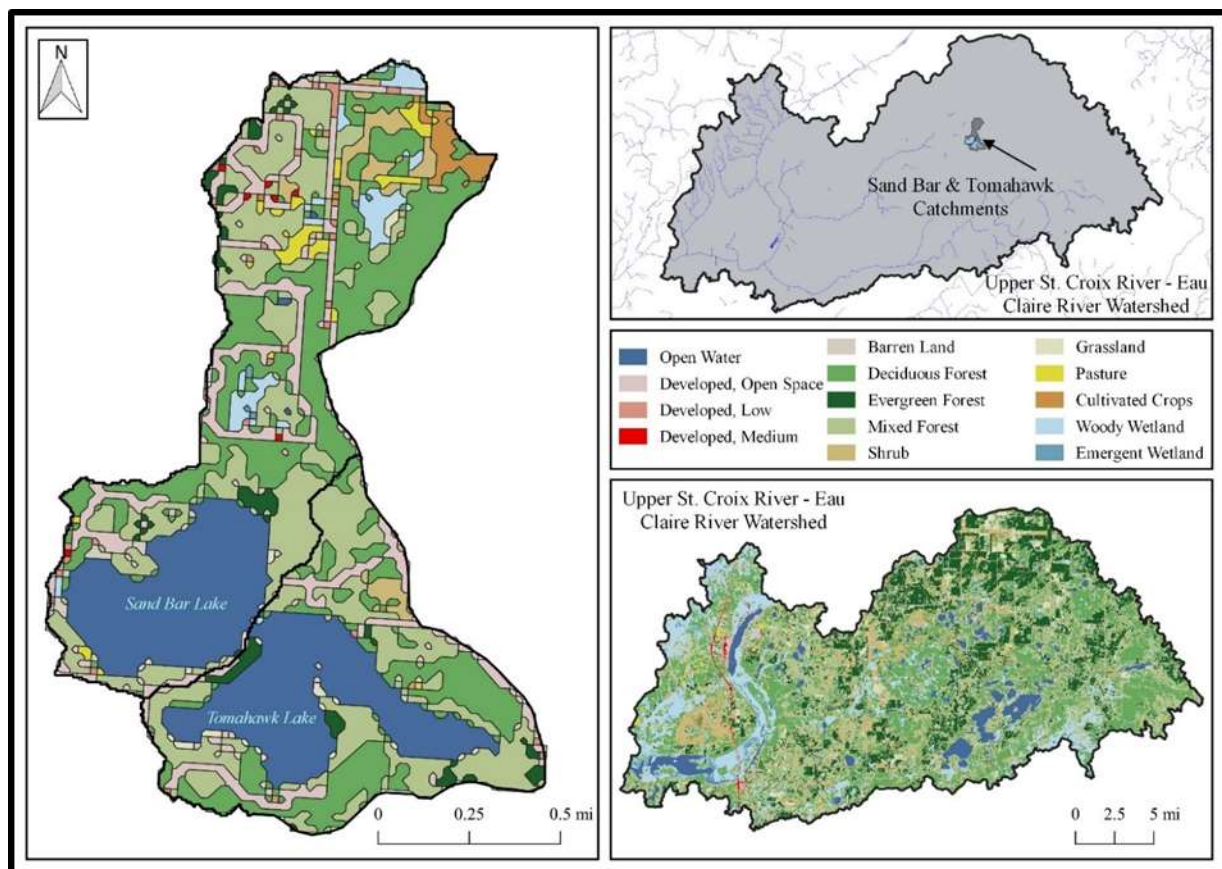 N
Sand Bar Lake
Tomahawk Lake
0 0.25 0.5 mi
Sand Bar & Tomahawk
Catchments
Upper St. Croix River - Eau
Claire River Watershed
Open Water
Developed, Open Space
Developed, Low
Developed, Medium
Barren Land
Deciduous Forest
Evergreen Forest
Mixed Forest
Shrub
Grassland
Pasture
Cultivated Crops
Woody Wetland
Emergent Wetland
Upper St. Croix River - Eau
Claire River Watershed
0 2.5 5 mi